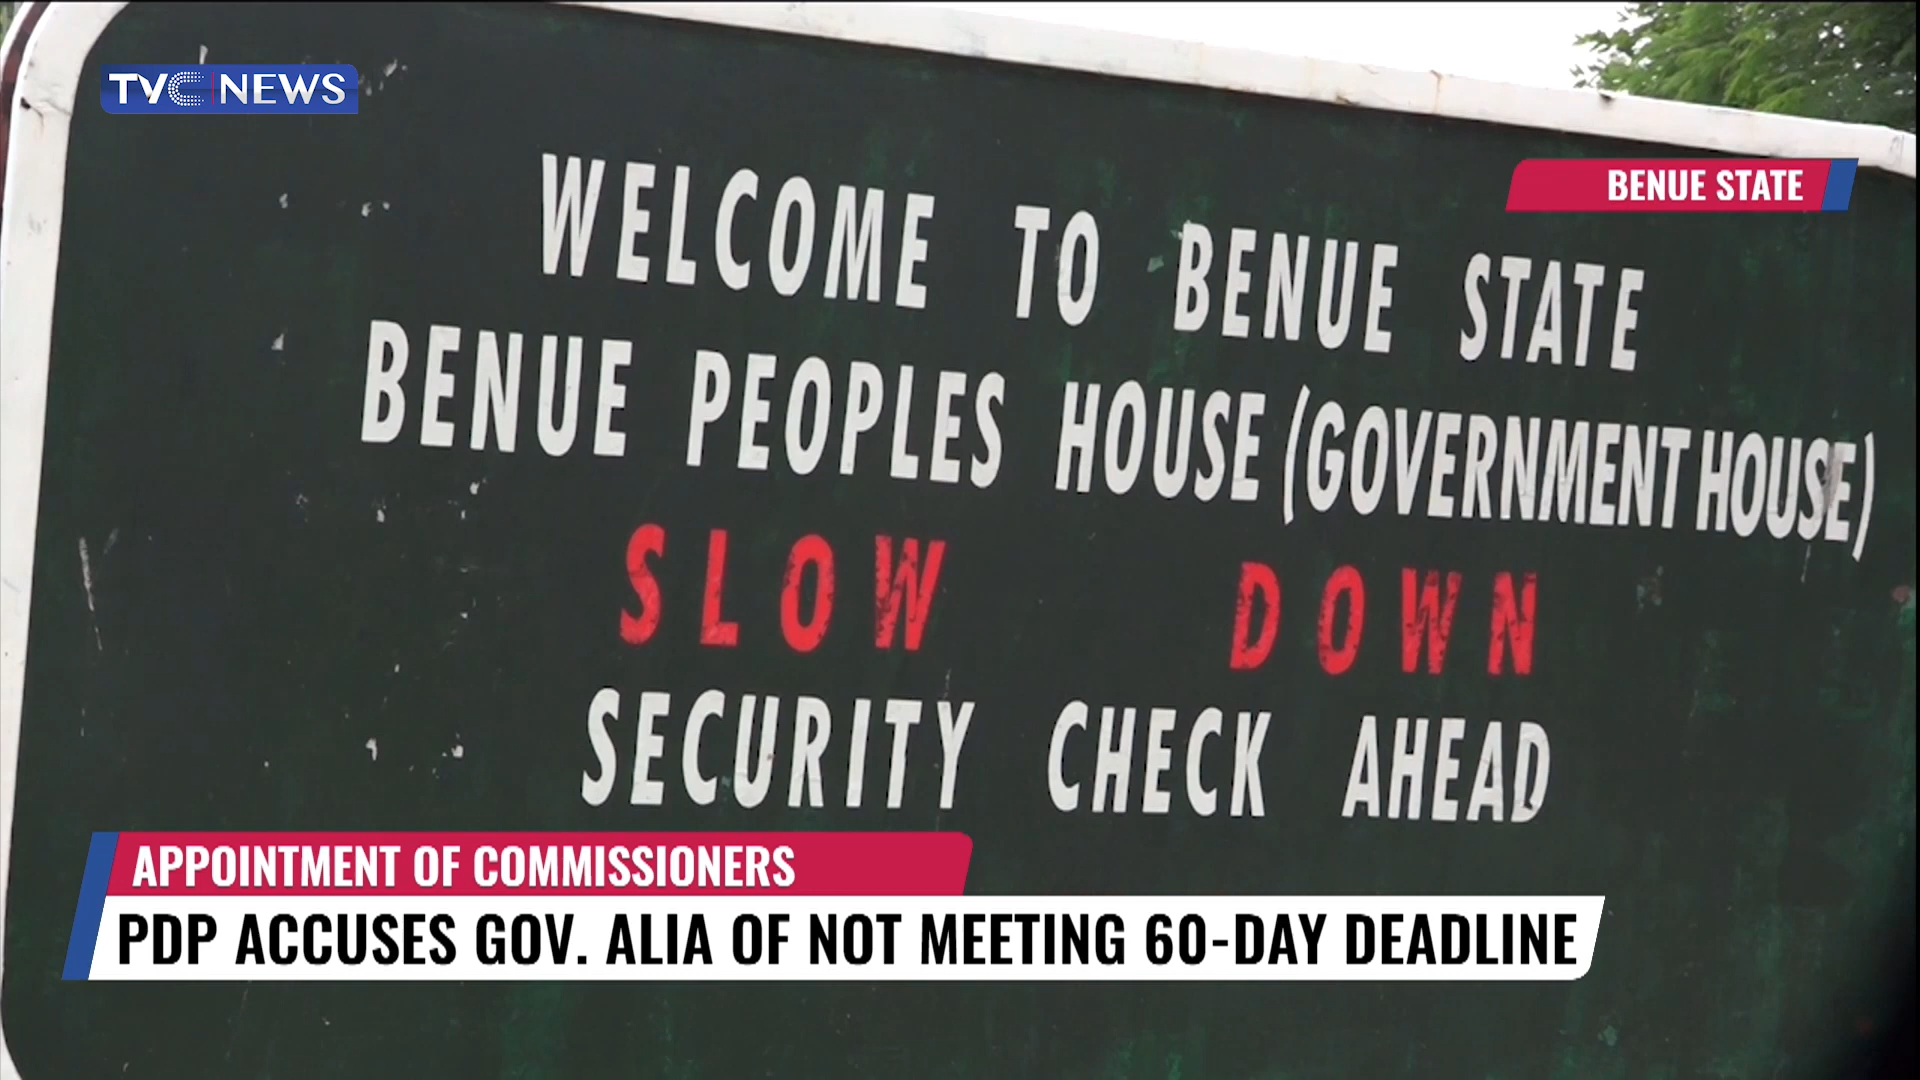 TVC NEWS
BENUE STATE
WELCOME TO BENUE STATE
BENUE PEOPLES HOUSE (GOVERNMENT HOUSE)
SLOW DOWN
SECURITY CHECK AHEAD
APPOINTMENT OF COMMISSIONERS
PDP ACCUSES GOV. ALIA OF NOT MEETING 60-DAY DEADLINE